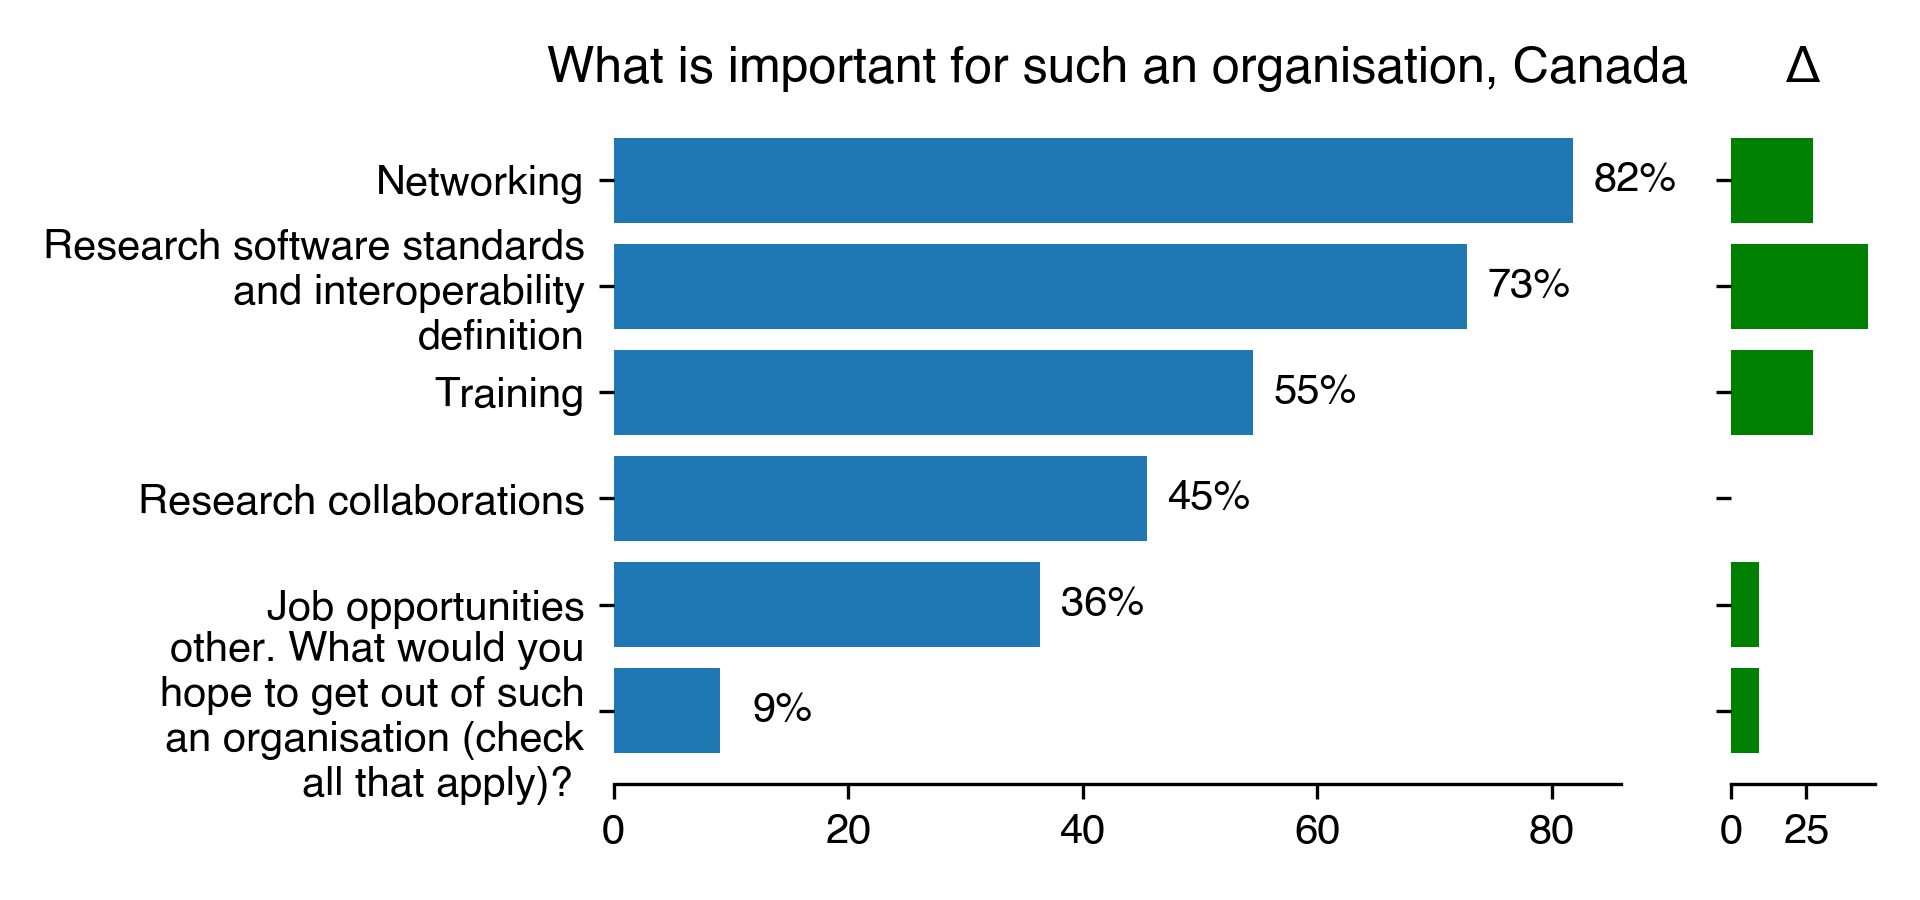 What is important for such an organisation, Canada
Δ
Networking
82%
Research software standards
and interoperability
definition
73%
Training
55%
Research collaborations
45%
Job opportunities
36%
other. What would you
hope to get out of such
an organisation (check
all that apply)?
9%
0 20 40 60 80
0 25